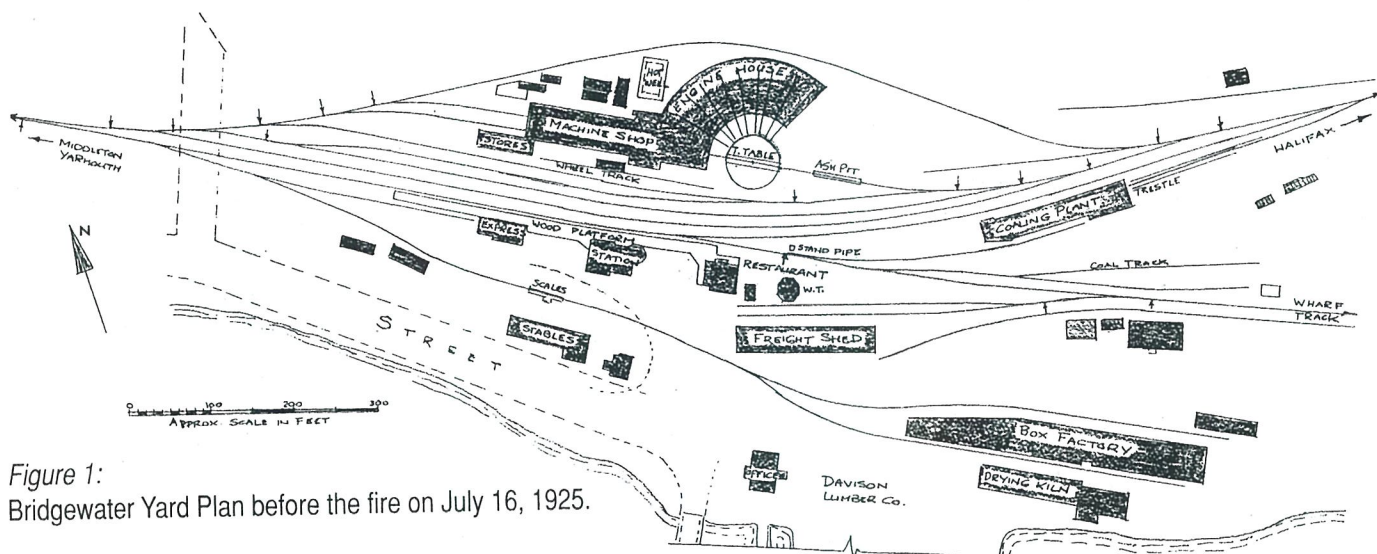 HOT WELL
ENGINE HOUSE
MACHINE SHOP
STORES
T. TABLE
ASH PIT
WHEEL TRACK
MIDDLETON
YARMOUTH
HALIFAX
TRESTLE
COALING PLANT
N
EXPRESS
WOOD PLATFORM
STATION
STAND PIPE
RESTAURANT
W.T.
COAL TRACK
WHARF
TRACK
SCALES
STREET
STABLES
FREIGHT SHED
0 100 200 300
APPROX. SCALE IN FEET
BOX FACTORY
OFFICE
DAVISON
LUMBER CO.
DRYING KILN
Figure 1:
Bridgewater Yard Plan before the fire on July 16, 1925.